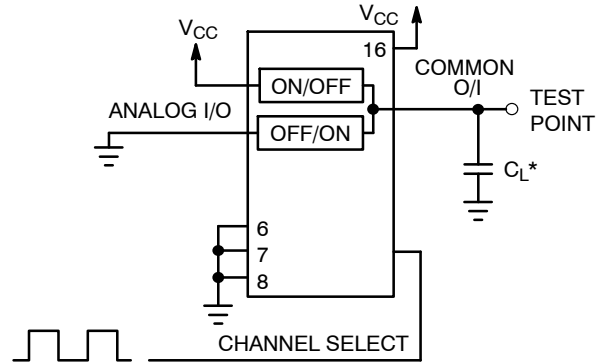 VCC
VCC
16
COMMON
O/I
ON/OFF
TEST
POINT
ANALOG I/O
OFF/ON
CL*
6
7
8
CHANNEL SELECT